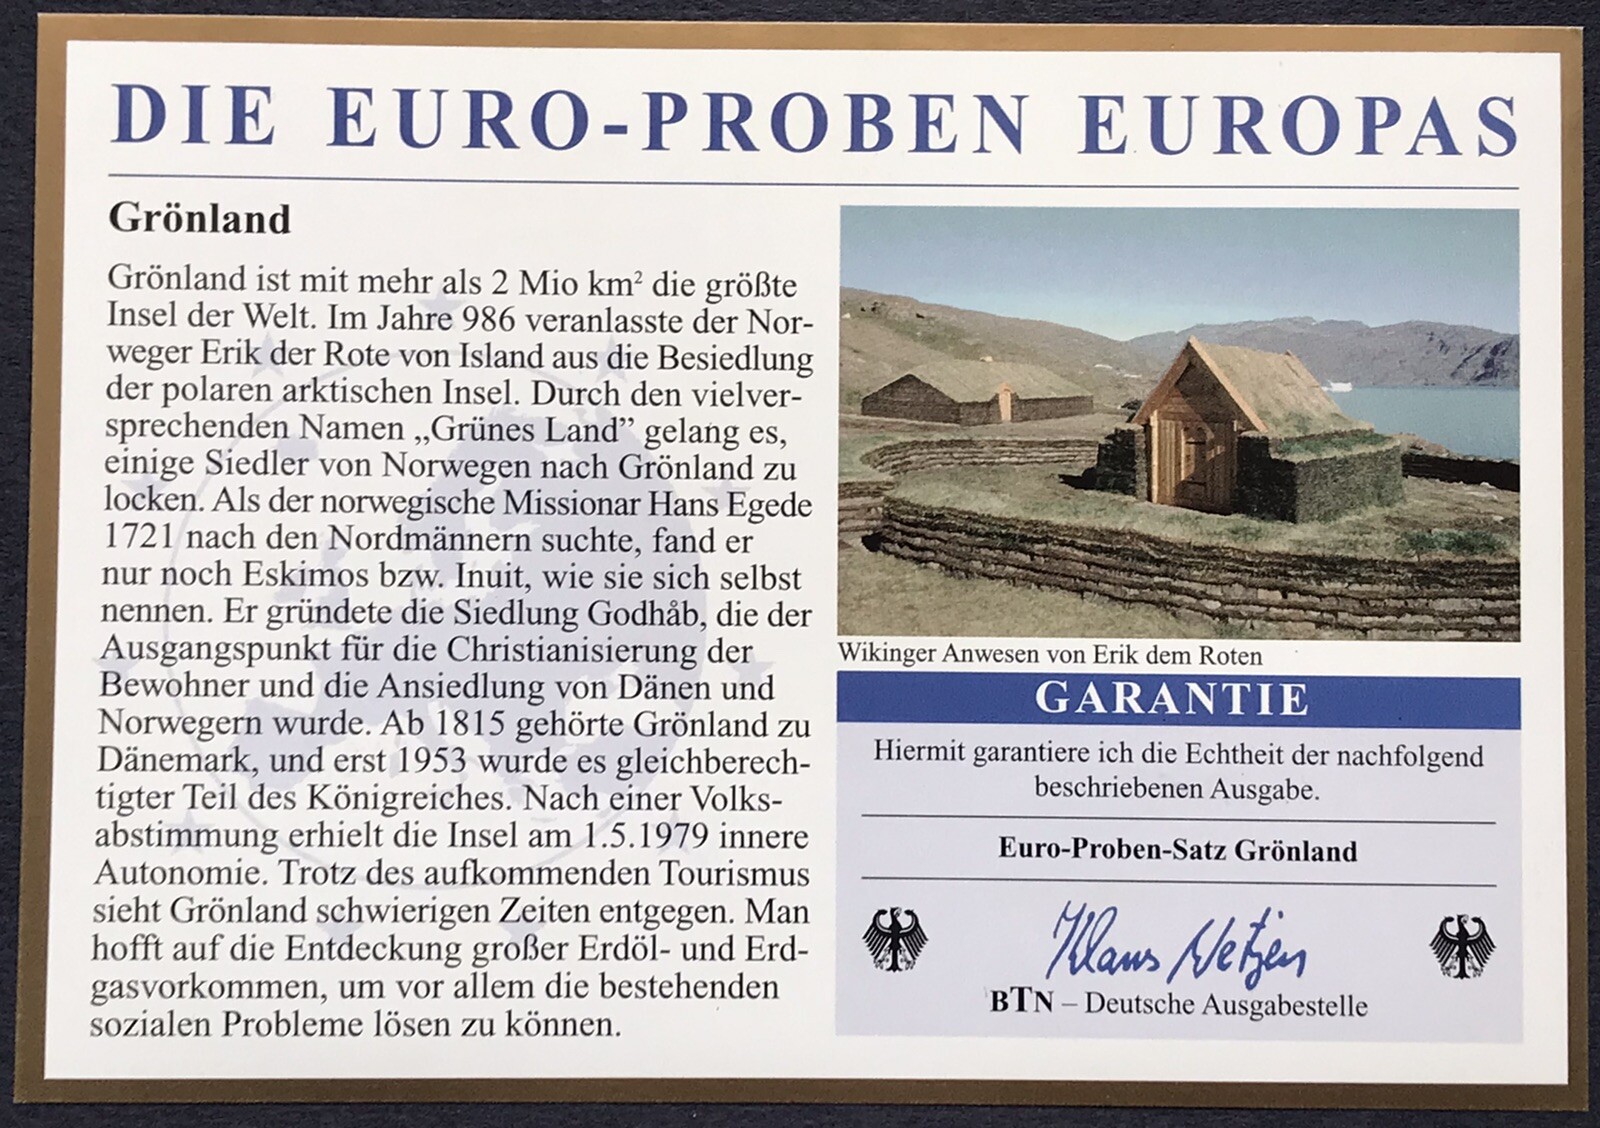 DIE EURO-PROBEN EUROPAS
Grönland
Grönland ist mit mehr als 2 Mio km² die größte
Insel der Welt. Im Jahre 986 veranlasste der Nor-
weger Erik der Rote von Island aus die Besiedlung
der polaren arktischen Insel. Durch den vielver-
sprechenden Namen „Grünes Land” gelang es,
einige Siedler von Norwegen nach Grönland zu
locken. Als der norwegische Missionar Hans Egede
1721 nach den Nordmännern suchte, fand er
nur noch Eskimos bzw. Inuit, wie sie sich selbst
nennen. Er gründete die Siedlung Godhåb, die der
Ausgangspunkt für die Christianisierung der
Bewohner und die Ansiedlung von Dänen und
Norwegern wurde. Ab 1815 gehörte Grönland zu
Dänemark, und erst 1953 wurde es gleichberech-
tigter Teil des Königreiches. Nach einer Volks-
abstimmung erhielt die Insel am 1.5.1979 innere
Autonomie. Trotz des aufkommenden Tourismus
sieht Grönland schwierigen Zeiten entgegen. Man
hofft auf die Entdeckung großer Erdöl- und Erd-
gasvorkommen, um vor allem die bestehenden
sozialen Probleme lösen zu können.
Wikinger Anwesen von Erik dem Roten
GARANTIE
Hiermit garantiere ich die Echtheit der nachfolgend
beschriebenen Ausgabe.
Euro-Proben-Satz Grönland
Klaus
BTN – Deutsche Ausgabestelle